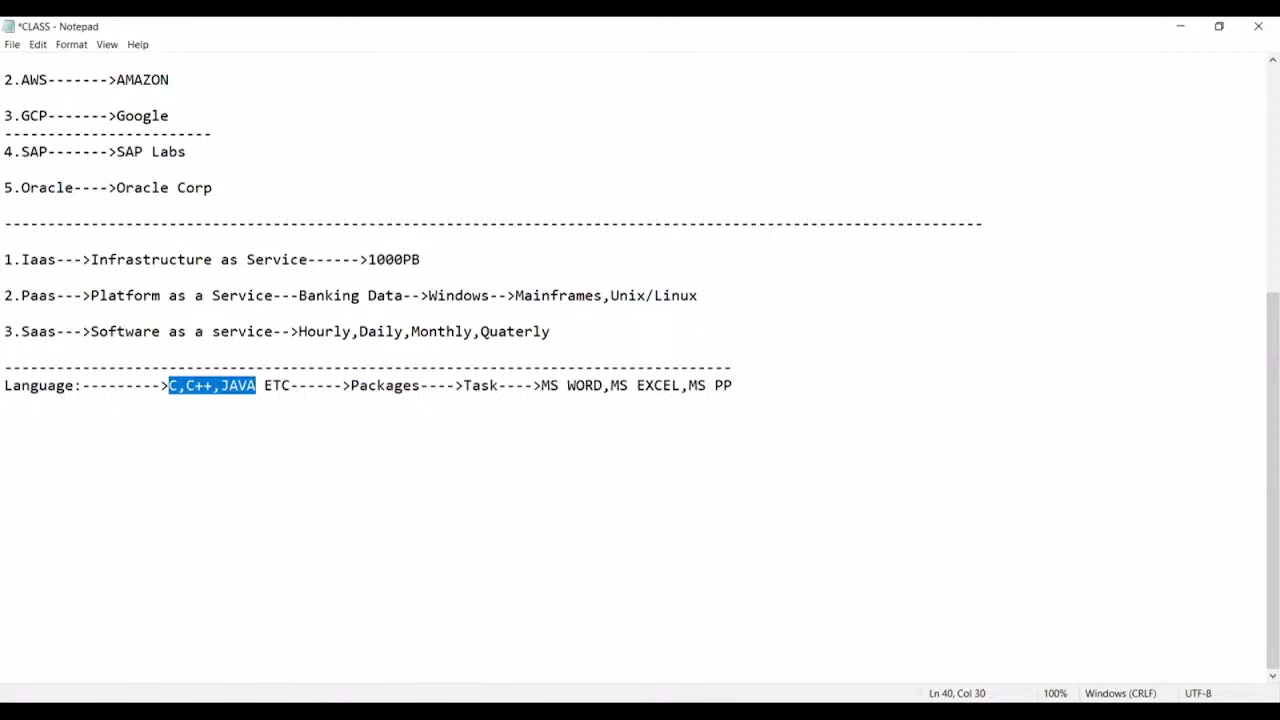 *CLASS - Notepad
File Edit Format View Help
2.AWS------->AMAZON
3.GCP------->Google
------------------------
4.SAP------->SAP Labs
5.Oracle---->Oracle Corp
-----------------------------------------------------------------------------------------------------------------
1.Iaas--->Infrastructure as Service------>1000PB
2.Paas--->Platform as a Service---Banking Data-->Windows-->Mainframes,Unix/Linux
3.Saas--->Software as a service-->Hourly,Daily,Monthly,Quaterly
------------------------------------------------------------------------------------
Language:--------->C,C++,JAVA ETC------>Packages---->Task---->MS WORD,MS EXCEL,MS PP
Ln 40, Col 30 100% Windows (CRLF) UTF-8